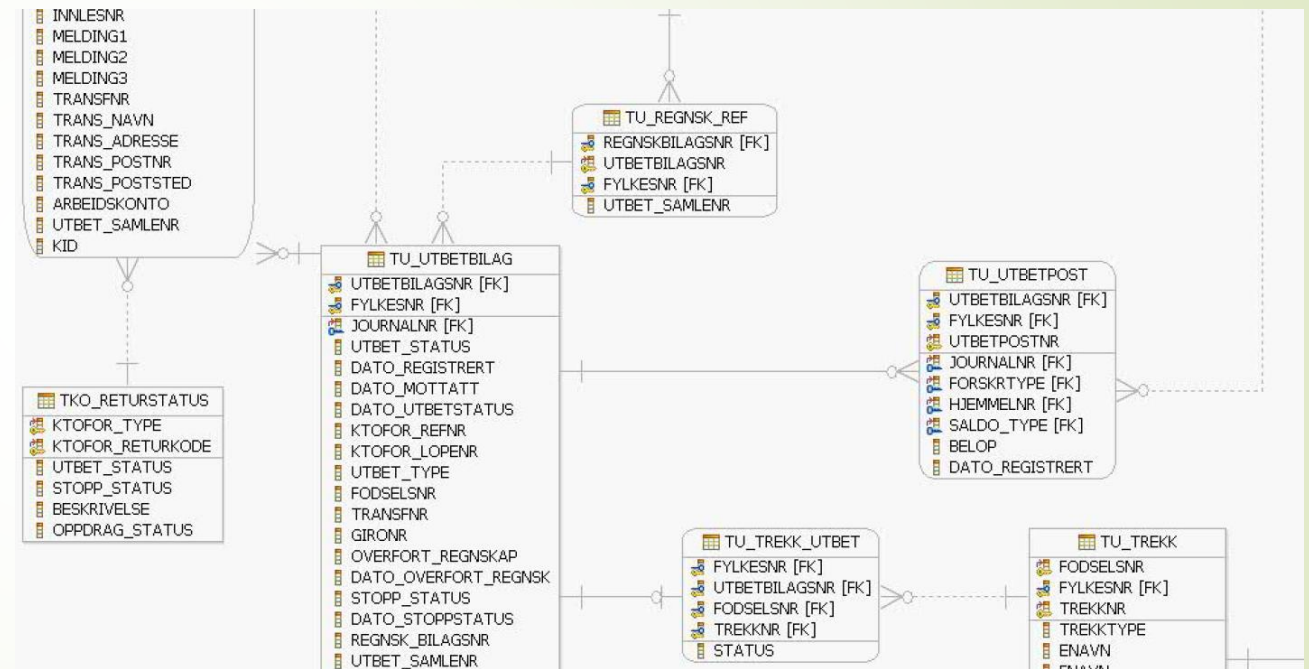 INNLESNR
MELDING1
MELDING2
MELDING3
TRANSFNR
TRANS_NAVN
TRANS_ADRESSE
TRANS_POSTNR
TRANS_POSTSTED
ARBEIDSKONTO
UTBET_SAMLENR
KID
TU_REGNSK_REF
REGNSKBILAGSNR [FK]
UTBETBILAGSNR
FYLKESNR [FK]
UTBET_SAMLENR
TKO_RETURSTATUS
KTOFOR_TYPE
KTOFOR_RETURKODE
UTBET_STATUS
STOPP_STATUS
BESKRIVELSE
OPPDRAG_STATUS
TU_UTBETBILAG
UTBETBILAGSNR [FK]
FYLKESNR [FK]
JOURNALNR [FK]
UTBET_STATUS
DATO_REGISTRERT
DATO_MOTTATT
DATO_UTBETSTATUS
KTOFOR_REFNR
KTOFOR_LOPENR
UTBET_TYPE
FODSELSNR
TRANSFNR
GIRONR
OVERFORT_REGNSKAP
DATO_OVERFORT_REGNSK
STOPP_STATUS
DATO_STOPPSTATUS
REGNSK_BILAGSNR
UTBET_SAMLENR
TU_UTBETPOST
UTBETBILAGSNR [FK]
FYLKESNR [FK]
UTBETPOSTNR
JOURNALNR [FK]
FORSKRTYPE [FK]
HJEMMELNR [FK]
SALDO_TYPE [FK]
BELOP
DATO_REGISTRERT
TU_TREKK_UTBET
FYLKESNR [FK]
UTBETBILAGSNR [FK]
FODSELSNR [FK]
TREKKNR [FK]
STATUS
TU_TREKK
FODSELSNR
FYLKESNR [FK]
TREKKNR
TREKKTYPE
ENAVN